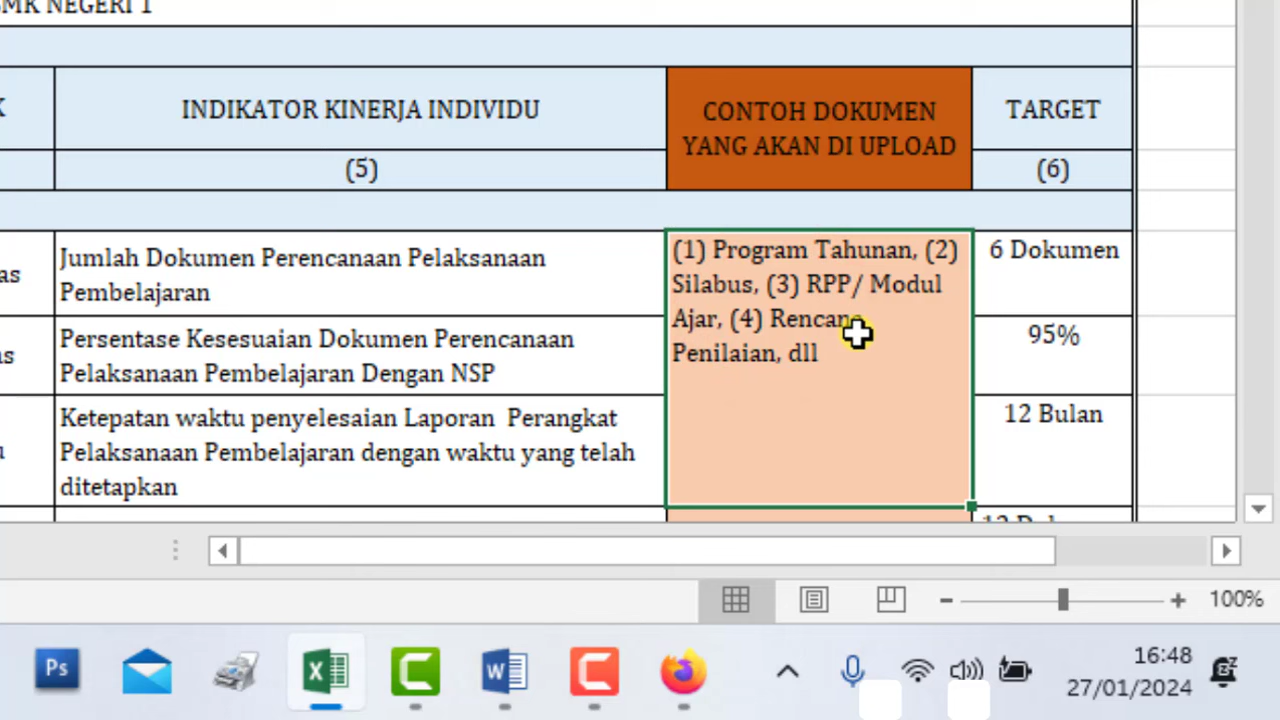 SMK NEGERI 1
INDIKATOR KINERJA INDIVIDU
CONTOH DOKUMEN
YANG AKAN DI UPLOAD
TARGET
(5)
(6)
Jumlah Dokumen Perencanaan Pelaksanaan
Pembelajaran
(1) Program Tahunan, (2)
Silabus, (3) RPP/ Modul
Ajar, (4) Rencana
Penilaian, dll
6 Dokumen
Persentase Kesesuaian Dokumen Perencanaan
Pelaksanaan Pembelajaran Dengan NSP
95%
Ketepatan waktu penyelesaian Laporan  Perangkat
Pelaksanaan Pembelajaran dengan waktu yang telah
ditetapkan
12 Bulan
100%
Ps
16:48
27/01/2024